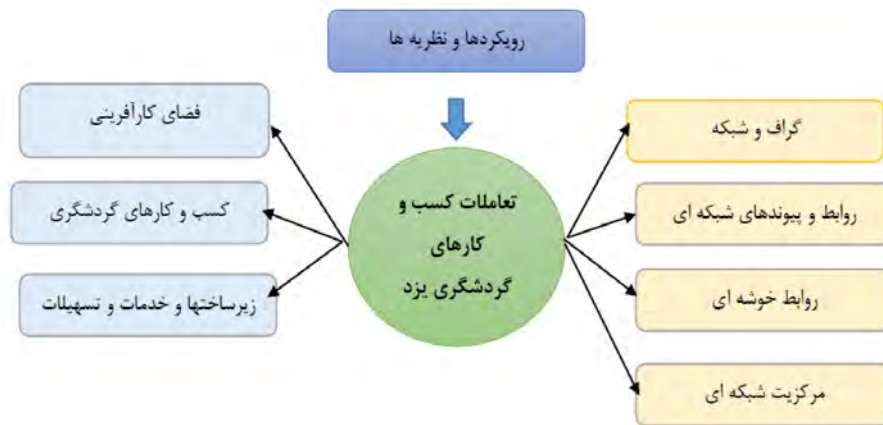 رویکردها و نظریه ها
گراف و شبکه
روابط و پیوندهای شبکه ای
روابط خوشه ای
مرکزیت شبکه ای
تعاملات کسب و
کارهای
گردشگری یزد
فضای کارآفرینی
کسب و کارهای گردشگری
زیرساختها و خدمات و تسهیلات